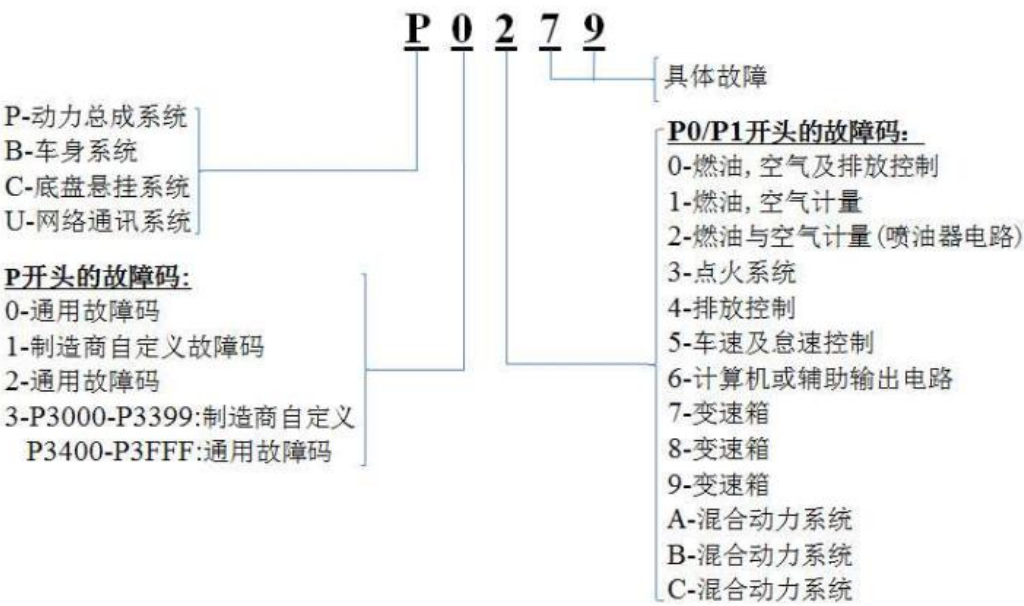 P 0 2 7 9
具体故障
P-动力总成系统
B-车身系统
C-底盘悬挂系统
U-网络通讯系统
P开头的故障码:
0-通用故障码
1-制造商自定义故障码
2-通用故障码
3-P3000-P3399:制造商自定义
P3400-P3FFF:通用故障码
P0/P1开头的故障码:
0-燃油,空气及排放控制
1-燃油,空气计量
2-燃油与空气计量(喷油器电路)
3-点火系统
4-排放控制
5-车速及怠速控制
6-计算机或辅助输出电路
7-变速箱
8-变速箱
9-变速箱
A-混合动力系统
B-混合动力系统
C-混合动力系统